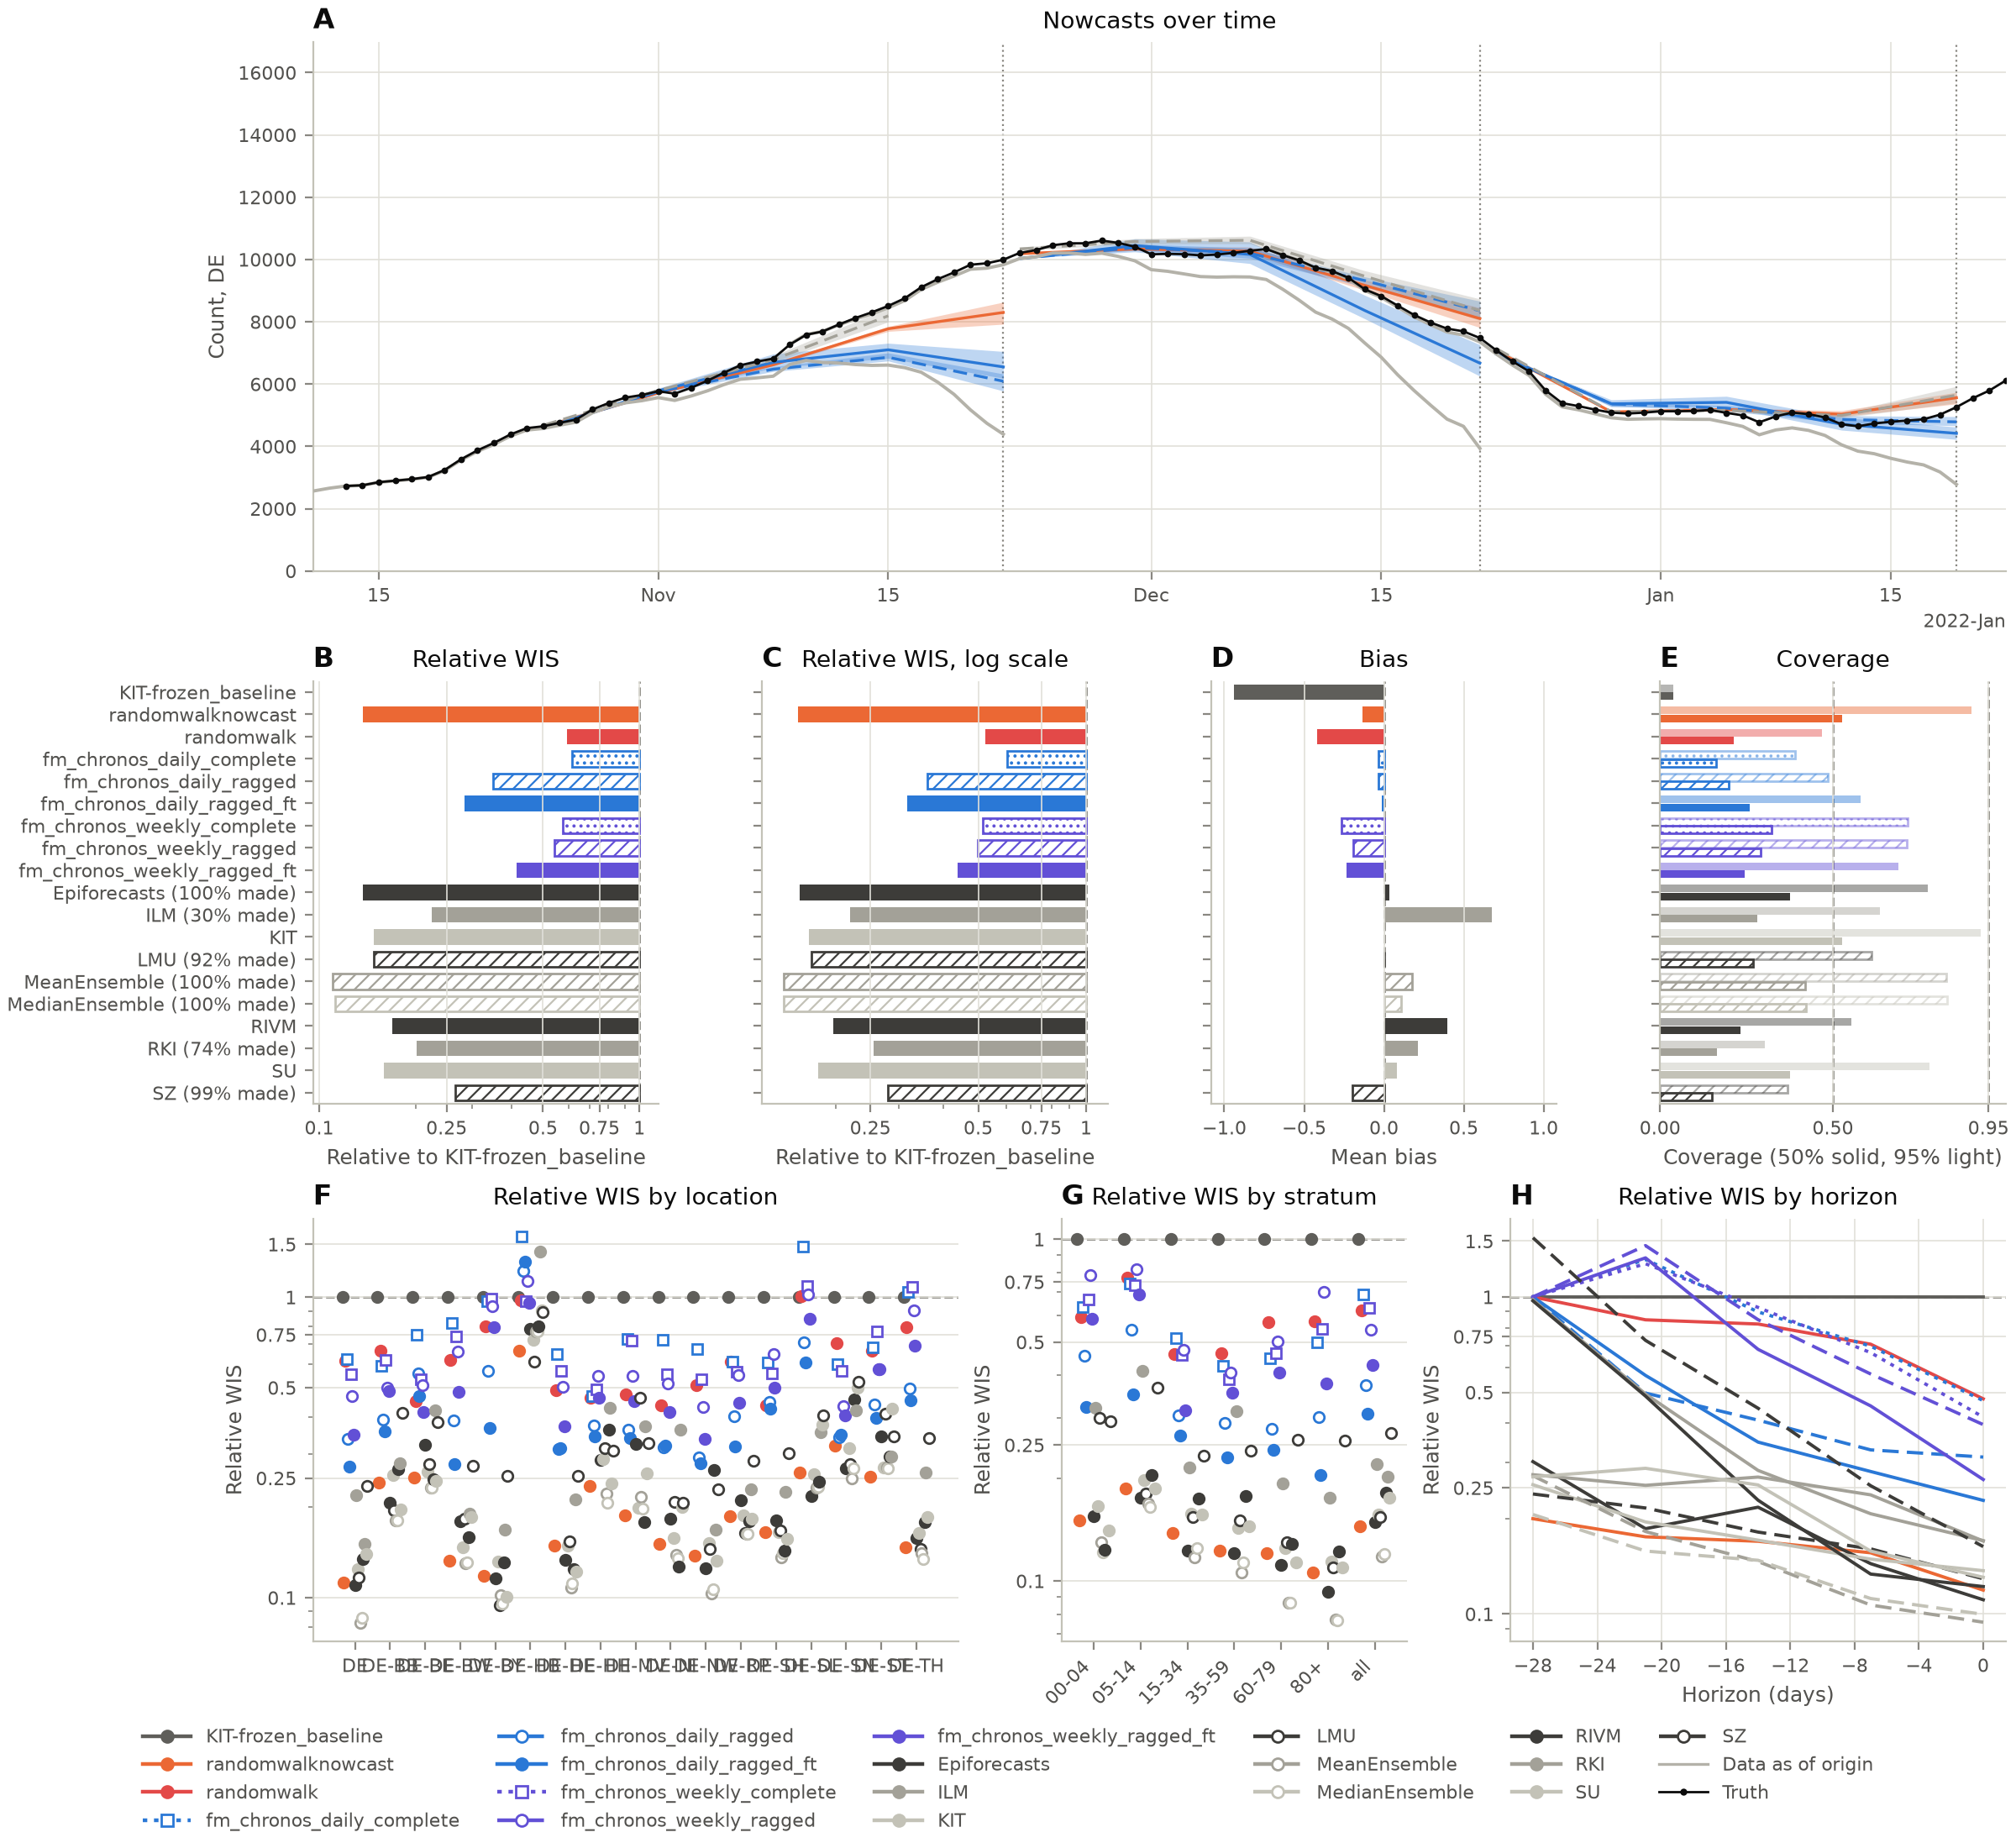 A Nowcasts over time
16000
14000
12000
10000
8000
6000
4000
2000
0
Count, DE
15 Nov 15 Dec 15 Jan 15
2022-Jan
B Relative WIS
C Relative WIS, log scale
D Bias
E Coverage
KIT-frozen_baseline
randomwalknowcast
randomwalk
fm_chronos_daily_complete
fm_chronos_daily_ragged
fm_chronos_daily_ragged_ft
fm_chronos_weekly_complete
fm_chronos_weekly_ragged
fm_chronos_weekly_ragged_ft
Epiforecasts (100% made)
ILM (30% made)
KIT
LMU (92% made)
MeanEnsemble (100% made)
MedianEnsemble (100% made)
RIVM
RKI (74% made)
SU
SZ (99% made)
0.1 0.25 0.5 0.75 1
Relative to KIT-frozen_baseline
0.25 0.5 0.75 1
Relative to KIT-frozen_baseline
−1.0 −0.5 0.0 0.5 1.0
Mean bias
0.00 0.50 0.95
Coverage (50% solid, 95% light)
F Relative WIS by location
1.5
1
0.75
0.5
0.25
0.1
Relative WIS
DE
G Relative WIS by stratum
1
0.75
0.5
0.25
0.1
Relative WIS
00-04 05-14 15-34 35-59 60-79 80+ all
H Relative WIS by horizon
1.5
1
0.75
0.5
0.25
0.1
Relative WIS
−28 −24 −20 −16 −12 −8 −4 0
Horizon (days)
KIT-frozen_baseline
randomwalknowcast
randomwalk
fm_chronos_daily_complete
fm_chronos_daily_ragged
fm_chronos_daily_ragged_ft
fm_chronos_weekly_complete
fm_chronos_weekly_ragged
fm_chronos_weekly_ragged_ft
Epiforecasts
ILM
KIT
LMU
MeanEnsemble
MedianEnsemble
RIVM
RKI
SU
SZ
Data as of origin
Truth